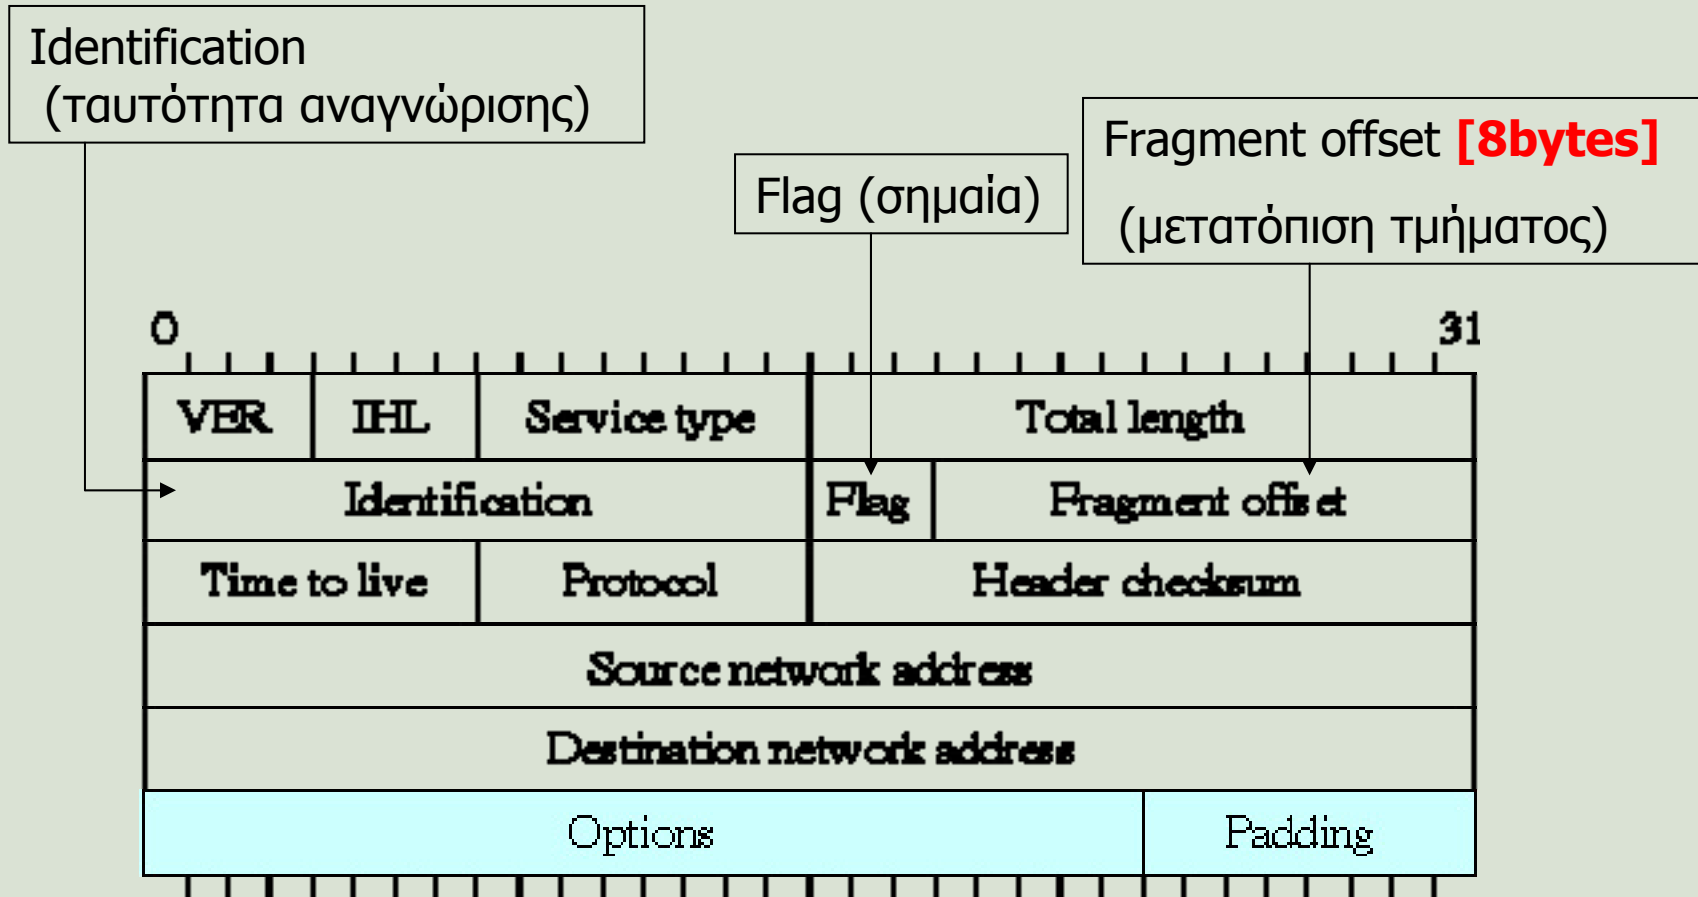 Identification
(ταυτότητα αναγνώρισης)
Flag (σημαία)
Fragment offset [8bytes]
(μετατόπιση τμήματος)
0 31
VER IHL Service type Total length
Identification Flag Fragment offset
Time to live Protocol Header checksum
Source network address
Destination network address
Options Padding